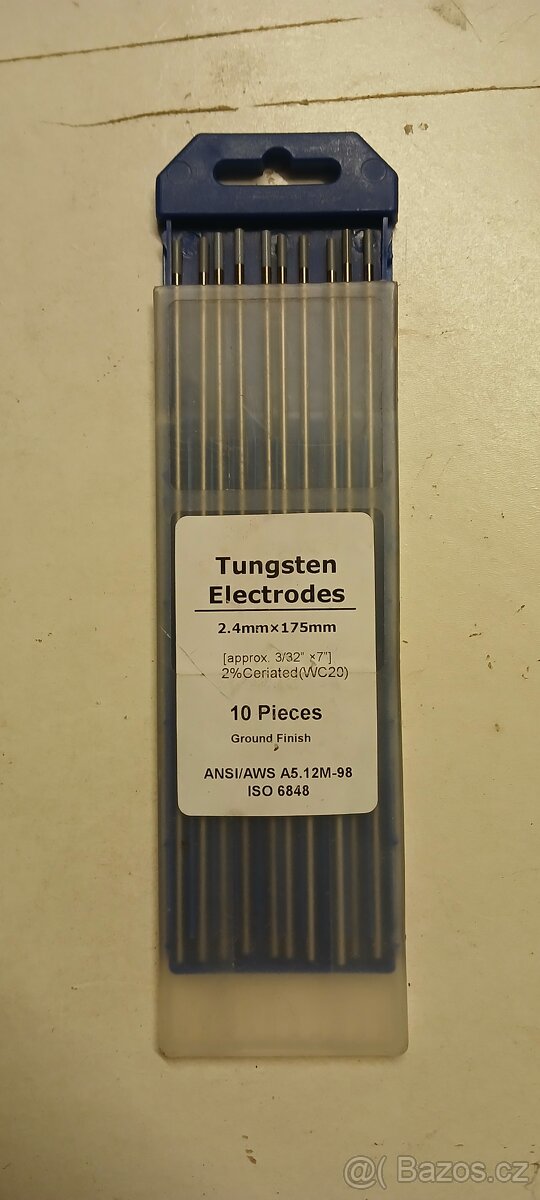 Tungsten
Electrodes
2.4mm×175mm
[approx. 3/32" ×7"]
2%Ceriated(WC20)
10 Pieces
Ground Finish
ANSI/AWS A5.12M-98
ISO 6848
@( Bazos.cz